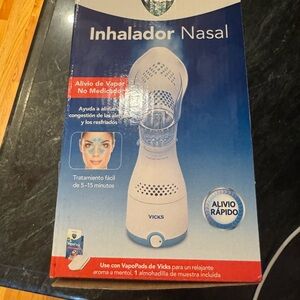 Inhalador Nasal
Alivio de Vapor
No Medicado
Ayuda a aliviar
congestión de las
y los resfriados
Tratamiento fácil
de 5-15 minutos
VICKS
ALIVIO
RÁPIDO
Use con VapoPads de Vicks para un relajante
aroma a mentol. 1 almohadilla de muestra incluida